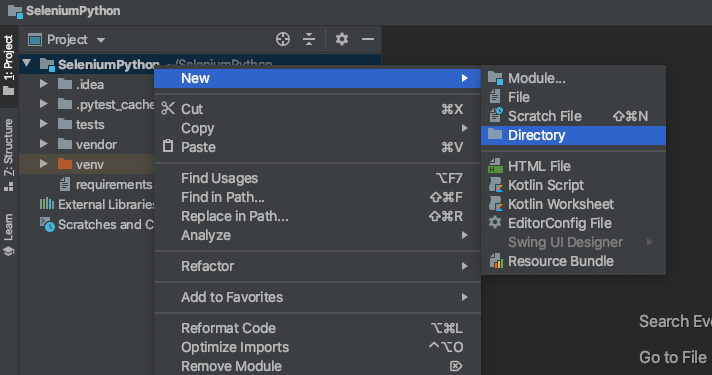 SeleniumPython
1: Project
Project
SeleniumPython ~/SeleniumPython
.idea
.pytest_cache
tests
vendor
venv
requirements
External Libraries
Scratches and C
Z: Structure
Learn
New
Cut ⌘X
Copy
Paste ⌘V
Find Usages ⌥F7
Find in Path... ⇧⌘F
Replace in Path... ⇧⌘R
Analyze
Refactor
Add to Favorites
Reformat Code ⌥⌘L
Optimize Imports ^⌥O
Remove Module ⌦
Module...
File
Scratch File ⇧⌘N
Directory
HTML File
Kotlin Script
Kotlin Worksheet
EditorConfig File
Swing UI Designer
Resource Bundle
Search Eve
Go to File